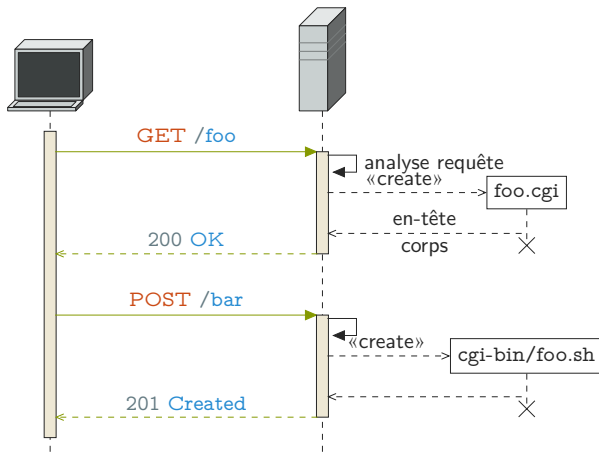 GET /foo
analyse requête
«create»
foo.cgi
en-tête
200 OK
corps
POST /bar
«create»
cgi-bin/foo.sh
201 Created